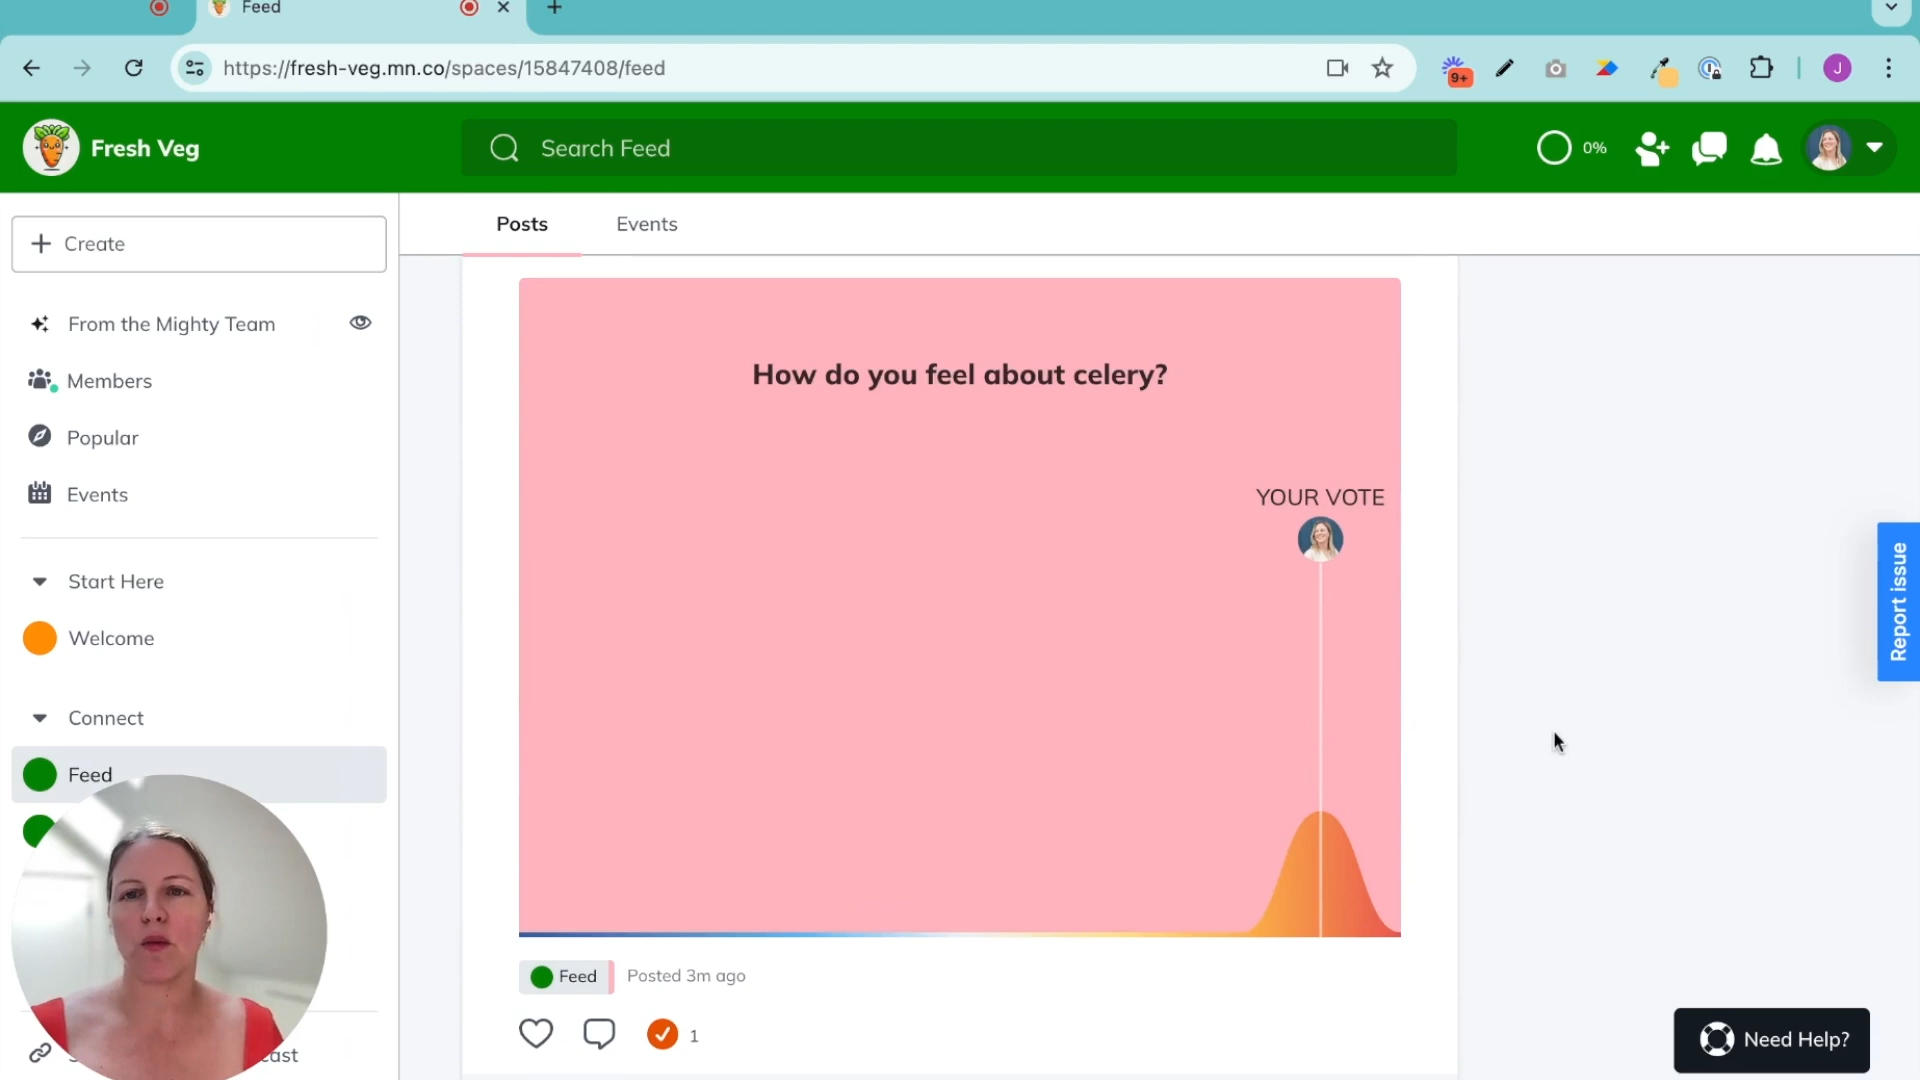 Feed
https://fresh-veg.mn.co/spaces/15847408/feed
9+
J
Fresh Veg
Search Feed
0%
Posts
Events
Create
From the Mighty Team
Members
Popular
Events
Start Here
Welcome
Connect
Feed
How do you feel about celery?
YOUR VOTE
Report issue
Feed
Posted 3m ago
1
Need Help?